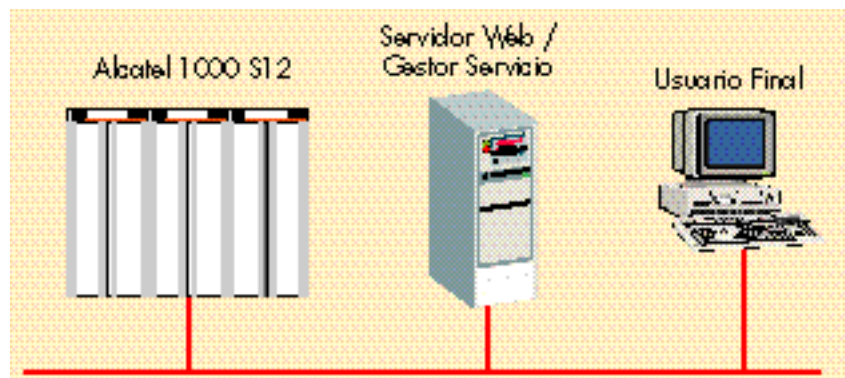 Alcatel 1000 S12
Servidor Web /
Gestor Servicio
Usuario Final